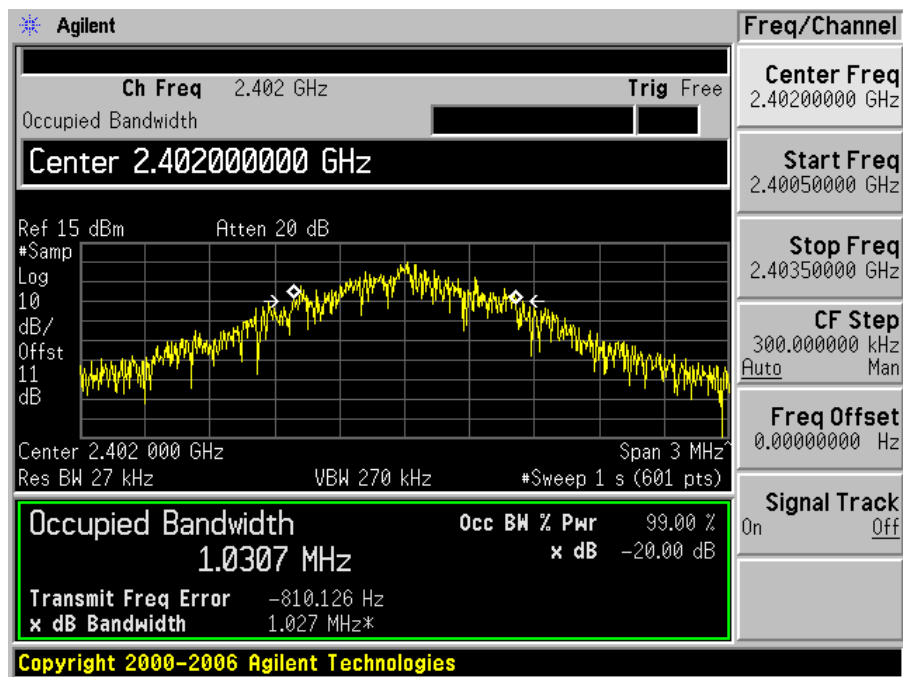 Agilent
Freq/Channel
Ch Freq 2.402 GHz Trig Free
Occupied Bandwidth
Center 2.402000000 GHz
Ref 15 dBm Atten 20 dB
#Samp
Log
10
dB/
Offst
11
dB
Center 2.402 000 GHz Span 3 MHz^
Res BW 27 kHz VBW 270 kHz #Sweep 1 s (601 pts)
Occupied Bandwidth
1.0307 MHz
Occ BW % Pwr 99.00 %
x dB -20.00 dB
Transmit Freq Error -810.126 Hz
x dB Bandwidth 1.027 MHz*
Copyright 2000-2006 Agilent Technologies
Center Freq
2.40200000 GHz
Start Freq
2.40050000 GHz
Stop Freq
2.40350000 GHz
CF Step
300.000000 kHz
Auto Man
Freq Offset
0.00000000 Hz
Signal Track
On Off